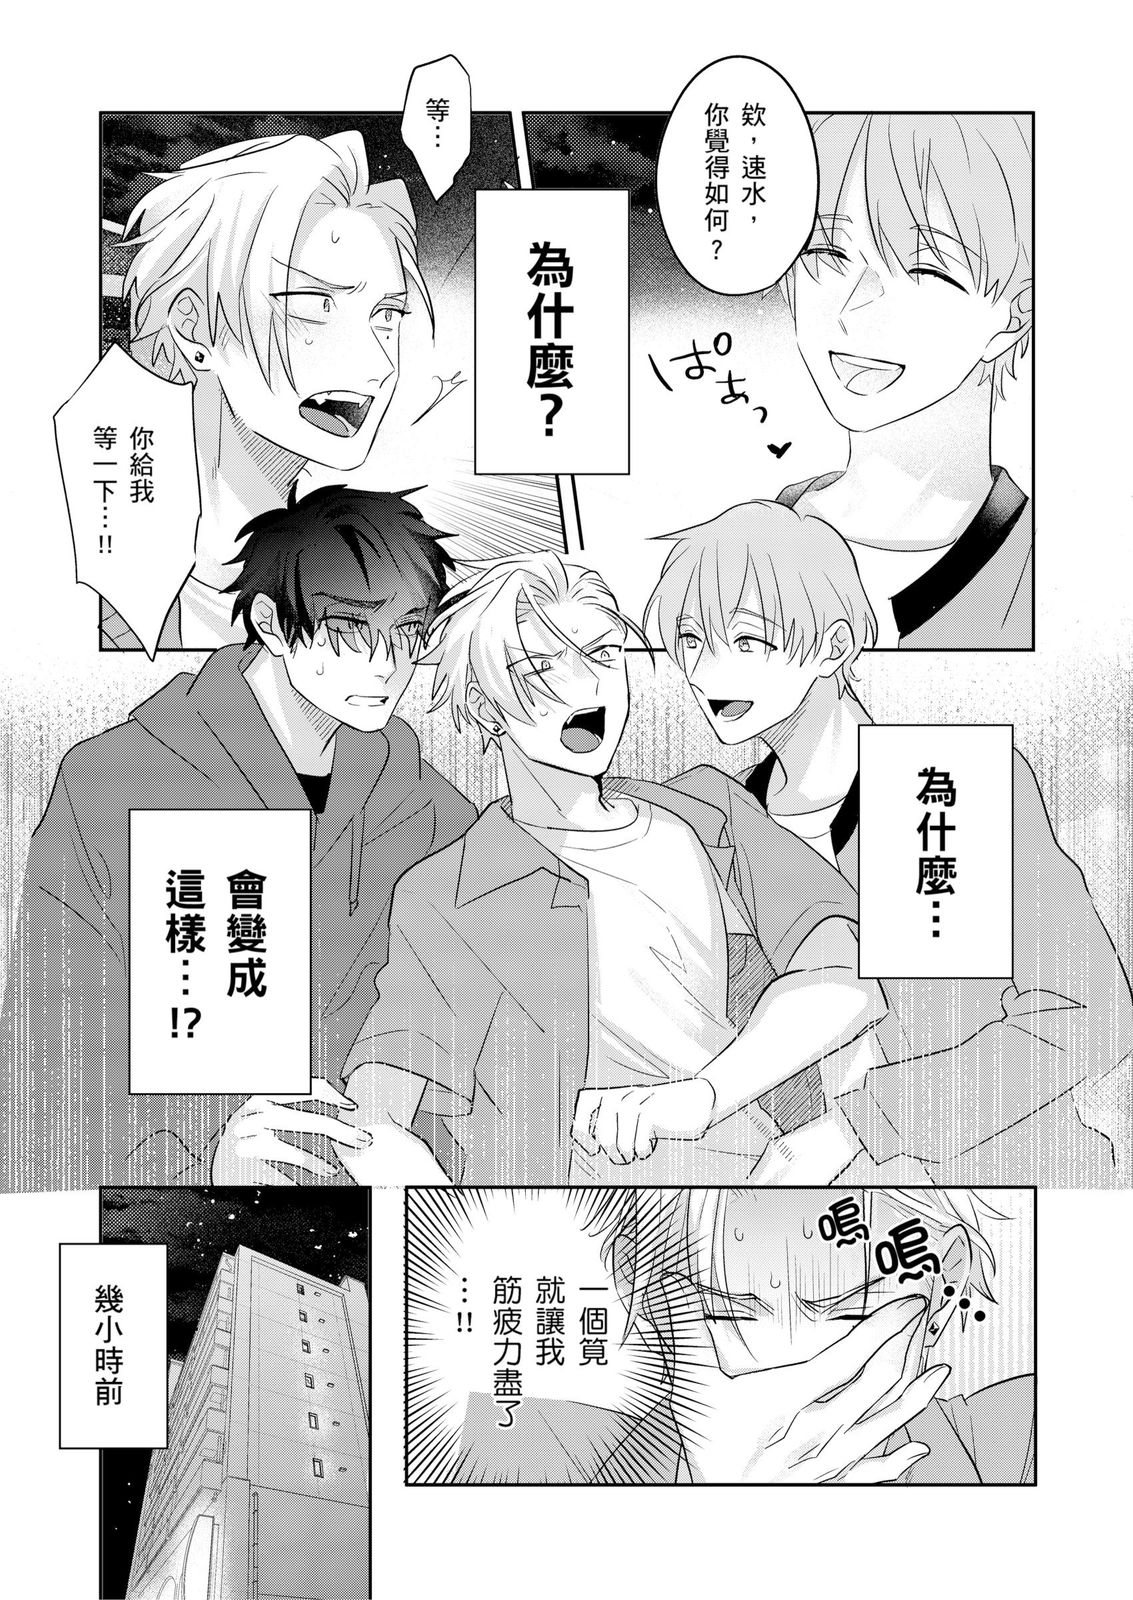 欸，速水，
你覺得如何？
ぱぁっ♥
為什麼？
等…
你給我
等一下…!!
為什麼…
會變成
這樣…!?
嗚
嗚…
一個筧
就讓我
筋疲力盡了
…!!
幾小時前